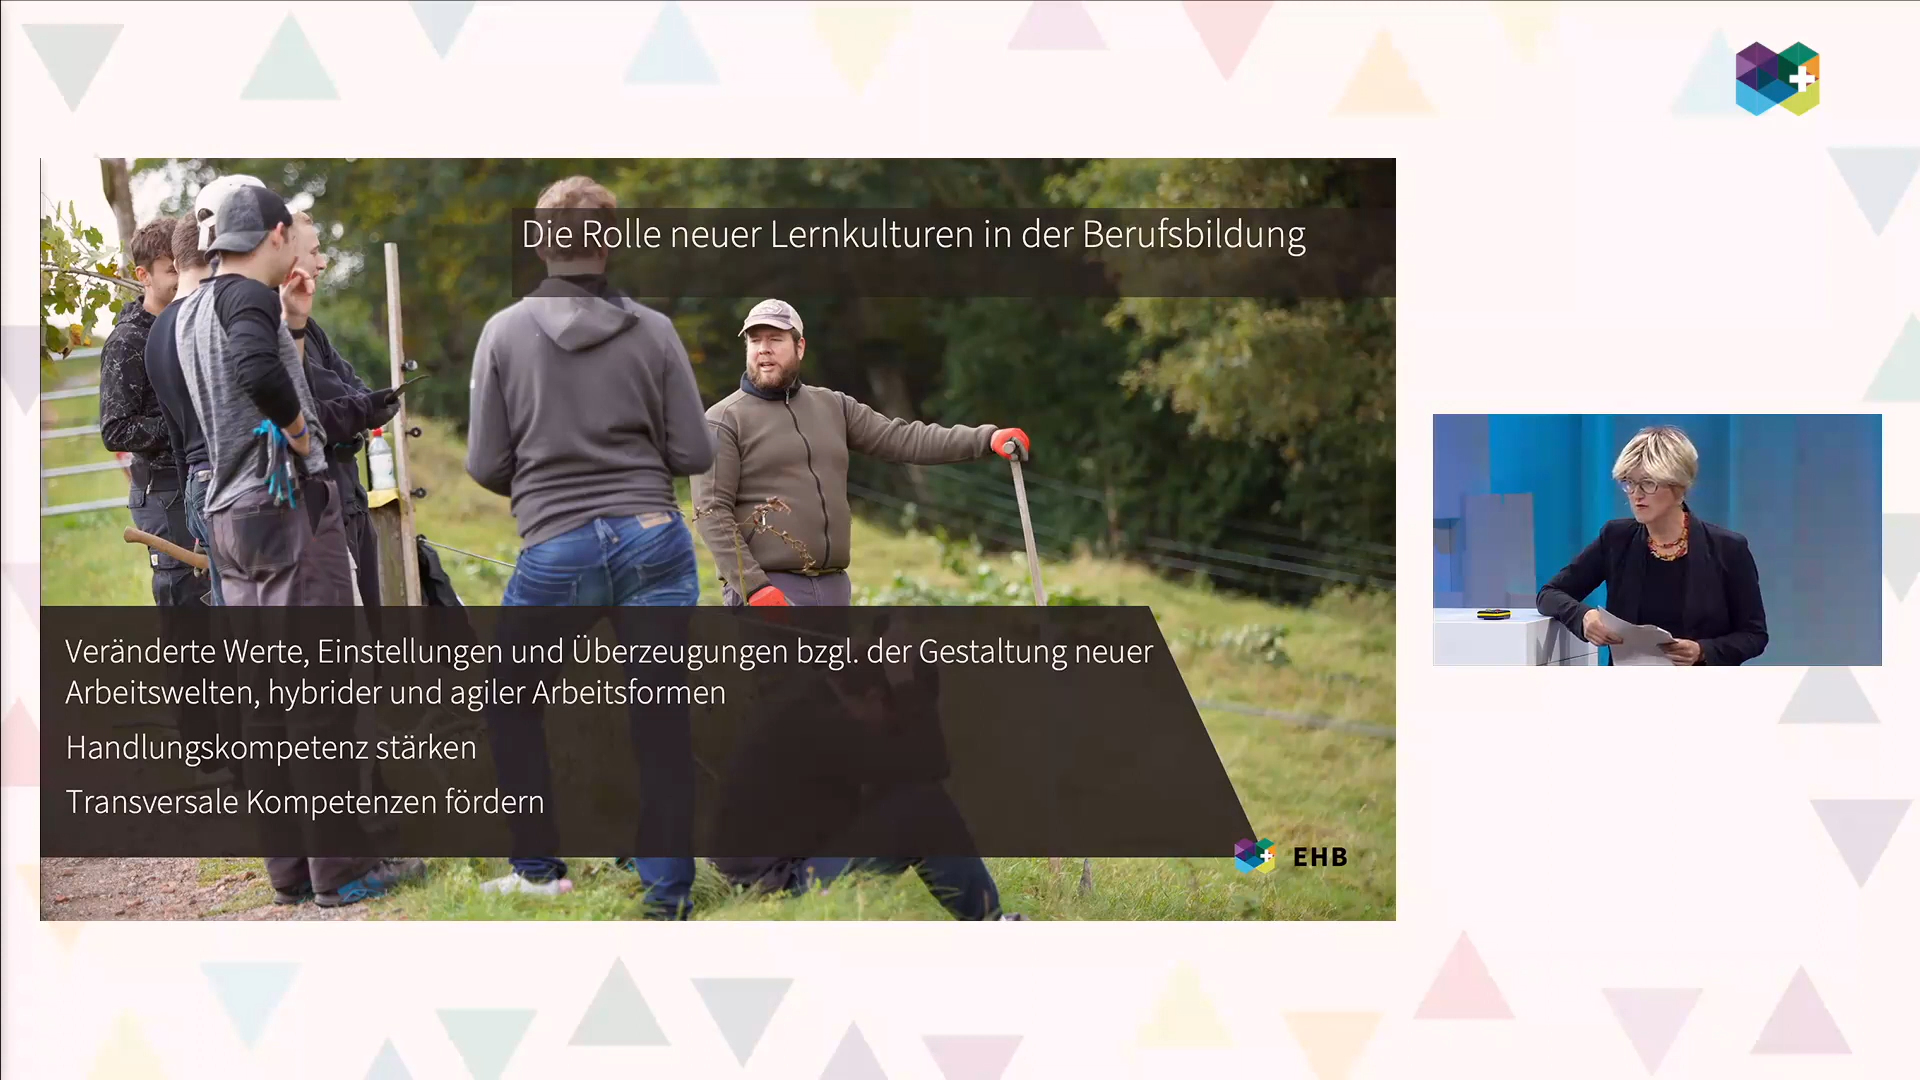 Die Rolle neuer Lernkulturen in der Berufsbildung
Veränderte Werte, Einstellungen und Überzeugungen bzgl. der Gestaltung neuer
Arbeitswelten, hybrider und agiler Arbeitsformen
Handlungskompetenz stärken
Transversale Kompetenzen fördern
EHB